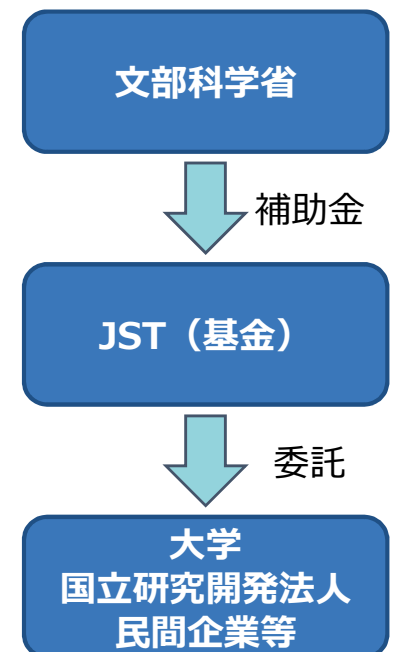 文部科学省
補助金
JST（基金）
委託
大学
国立研究開発法人
民間企業等